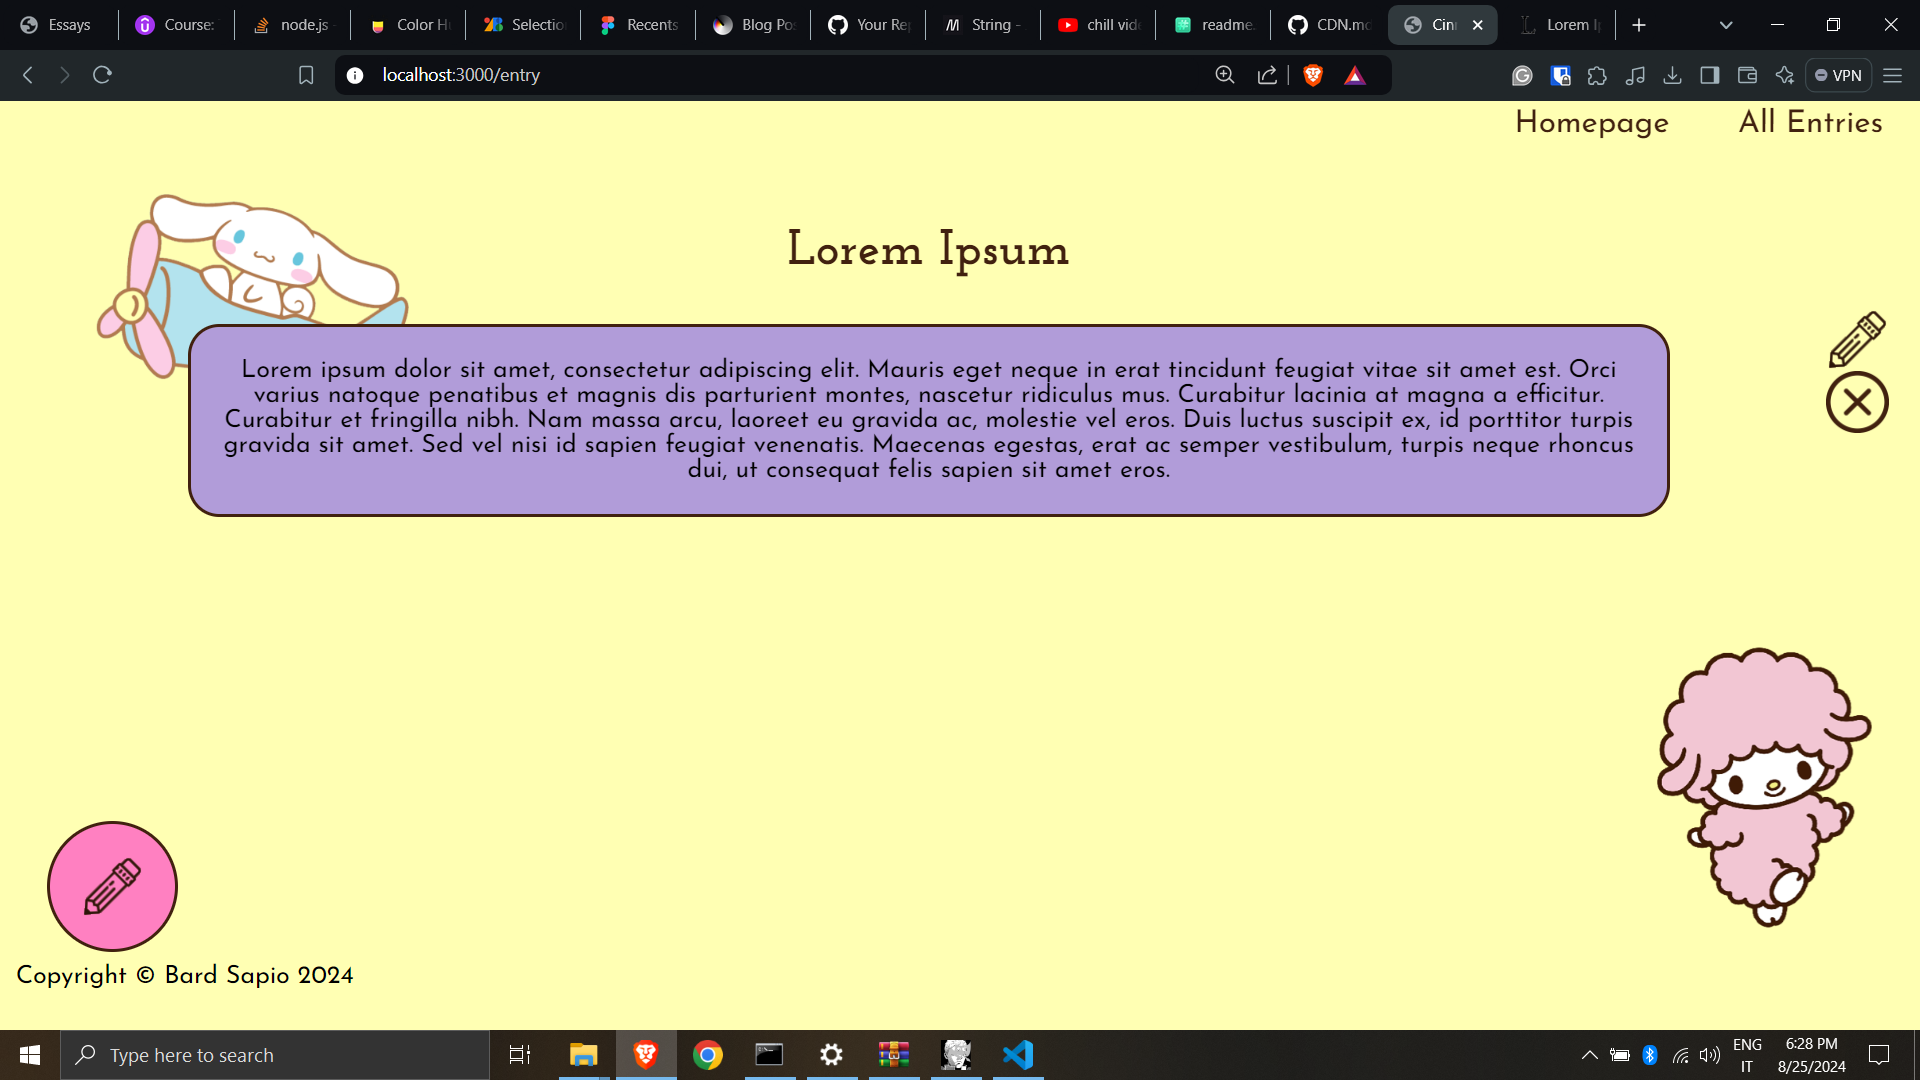 Essays
Course:
node.js
Color H
Selection
Recents
Blog Po
Your Rep
String -
chill vide
readme.
CDN.mc
Cin
Lorem Ip
localhost:3000/entry
VPN
Homepage
All Entries
Lorem Ipsum
Lorem ipsum dolor sit amet, consectetur adipiscing elit. Mauris eget neque in erat tincidunt feugiat vitae sit amet est. Orci
varius natoque penatibus et magnis dis parturient montes, nascetur ridiculus mus. Curabitur lacinia at magna a efficitur.
Curabitur et fringilla nibh. Nam massa arcu, laoreet eu gravida ac, molestie vel eros. Duis luctus suscipit ex, id porttitor turpis
gravida sit amet. Sed vel nisi id sapien feugiat venenatis. Maecenas egestas, erat ac semper vestibulum, turpis neque rhoncus
dui, ut consequat felis sapien sit amet eros.
Copyright © Bard Sapio 2024
Type here to search
ENG
IT
6:28 PM
8/25/2024